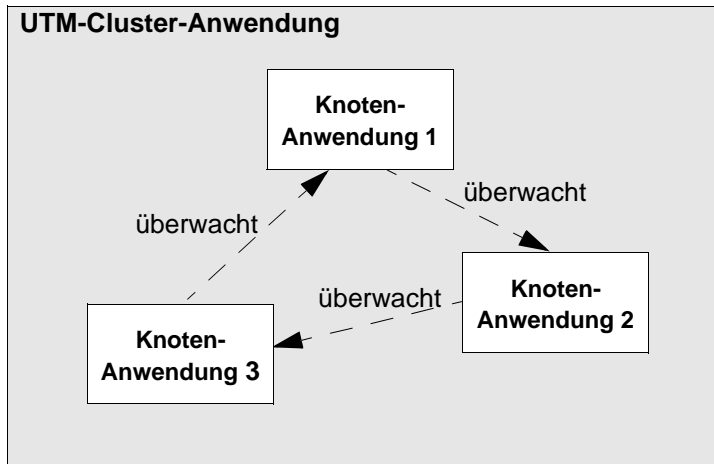 UTM-Cluster-Anwendung
Knoten-
Anwendung 1
überwacht
überwacht
Knoten-
Anwendung 2
überwacht
Knoten-
Anwendung 3